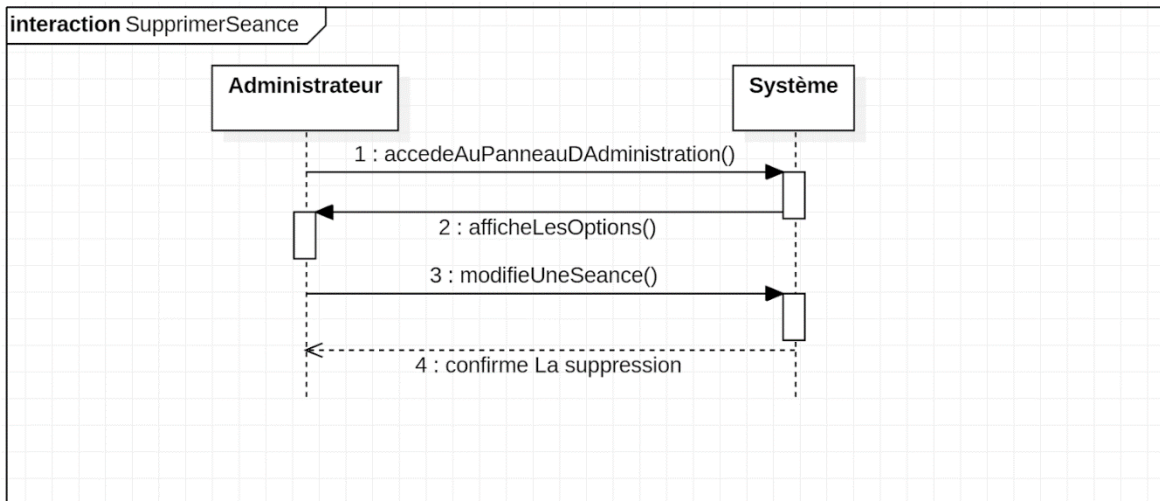 interaction SupprimerSeance
Administrateur
Système
1 : accedeAuPanneauDAdministration()
2 : afficheLesOptions()
3 : modifieUneSeance()
4 : confirme La suppression